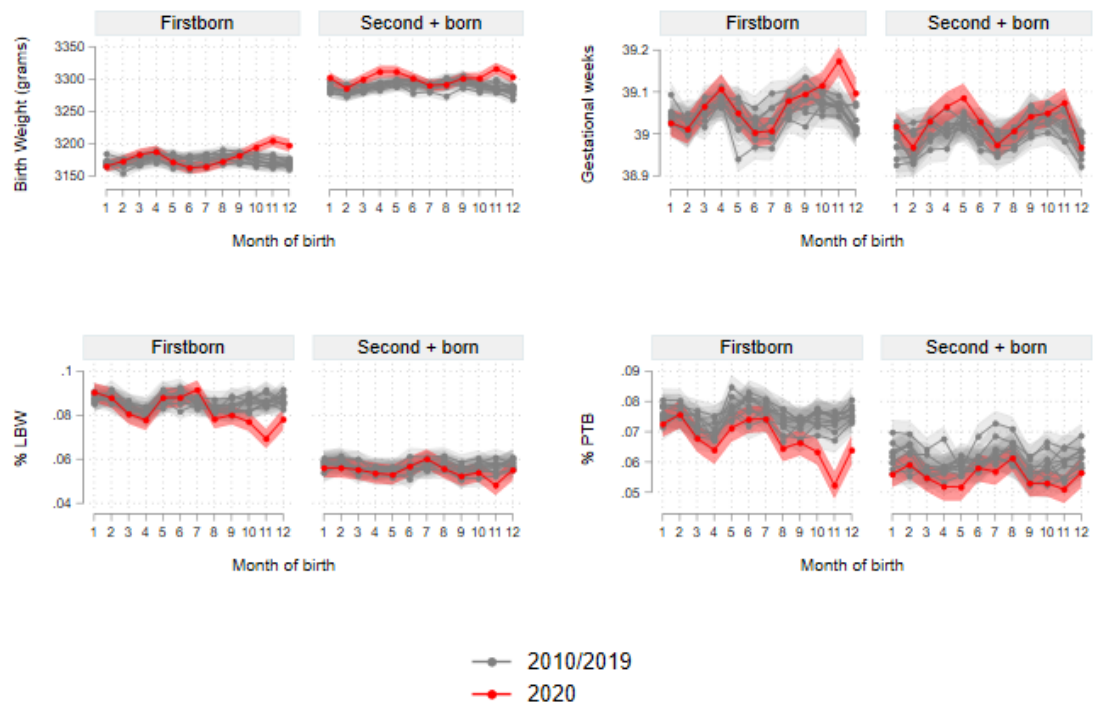 Firstborn
Second + born
Birth Weight (grams)
3350
3300
3250
3200
3150
1 2 3 4 5 6 7 8 9 10 11 12
1 2 3 4 5 6 7 8 9 10 11 12
Month of birth
Firstborn
Second + born
Gestational weeks
39.2
39.1
39
38.9
1 2 3 4 5 6 7 8 9 10 11 12
1 2 3 4 5 6 7 8 9 10 11 12
Month of birth
Firstborn
Second + born
% LBW
.1
.08
.06
.04
1 2 3 4 5 6 7 8 9 10 11 12
1 2 3 4 5 6 7 8 9 10 11 12
Month of birth
Firstborn
Second + born
% PTB
.09
.08
.07
.06
.05
1 2 3 4 5 6 7 8 9 10 11 12
1 2 3 4 5 6 7 8 9 10 11 12
Month of birth
2010/2019
2020